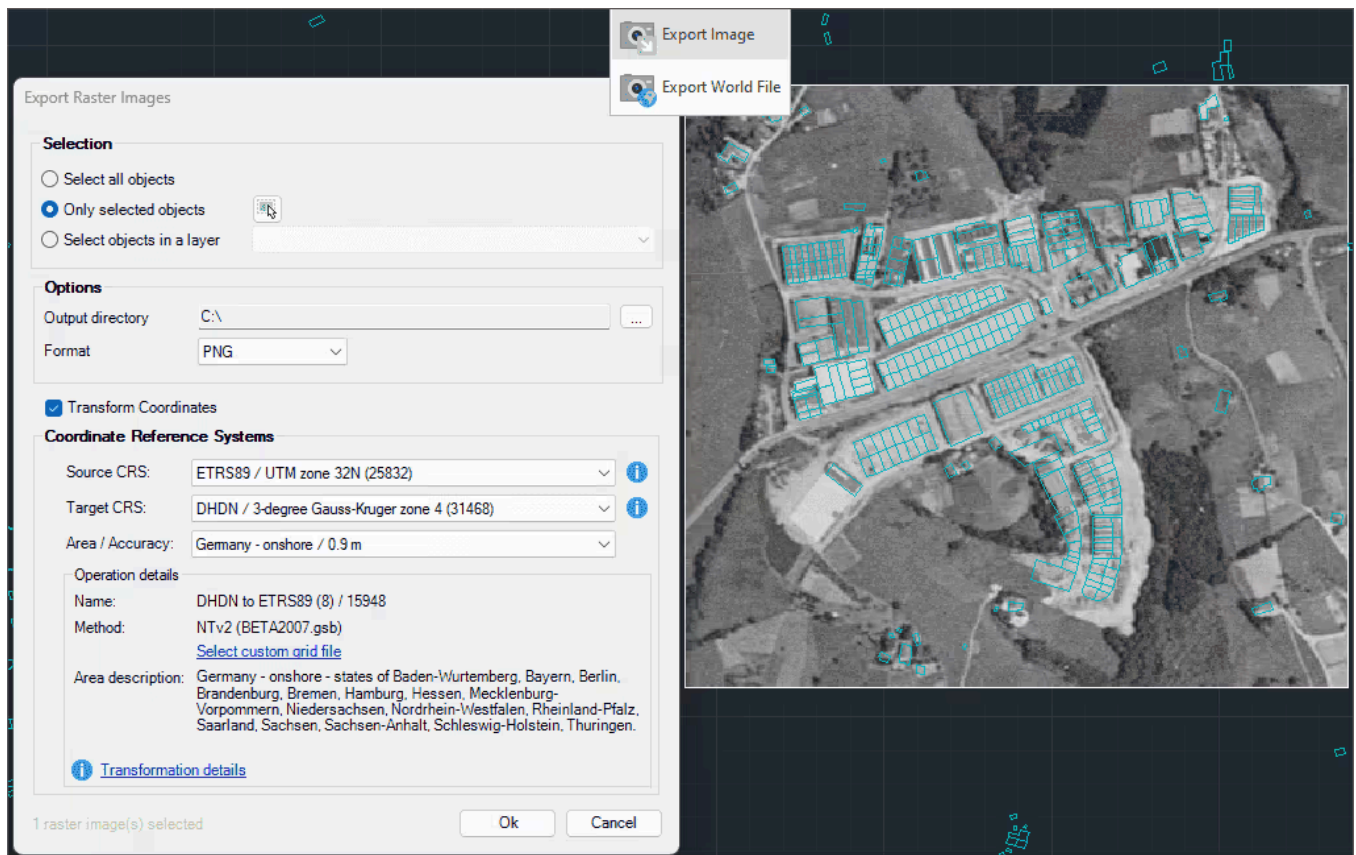 Export Image
Export World File
Export Raster Images
Selection
Select all objects
Only selected objects
Select objects in a layer
Options
Output directory C:\
...
Format PNG
Transform Coordinates
Coordinate Reference Systems
Source CRS: ETRS89 / UTM zone 32N (25832)
Target CRS: DHDN / 3-degree Gauss-Kruger zone 4 (31468)
Area / Accuracy: Germany - onshore / 0.9 m
Operation details
Name: DHDN to ETRS89 (8) / 15948
Method: NTv2 (BETA2007.gsb)
Select custom grid file
Area description: Germany - onshore - states of Baden-Wurtemberg, Bayern, Berlin,
Brandenburg, Bremen, Hamburg, Hessen, Mecklenburg-
Vorpommern, Niedersachsen, Nordrhein-Westfalen, Rheinland-Pfalz,
Saarland, Sachsen, Sachsen-Anhalt, Schleswig-Holstein, Thuringen.
Transformation details
1 raster image(s) selected
Ok
Cancel